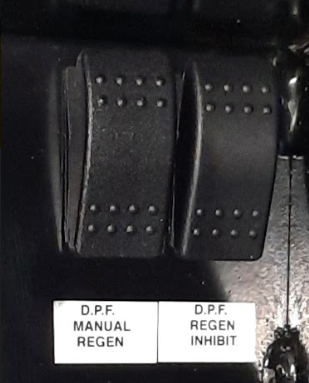 D.P.F.
MANUAL
REGEN
D.P.F.
REGEN
INHIBIT